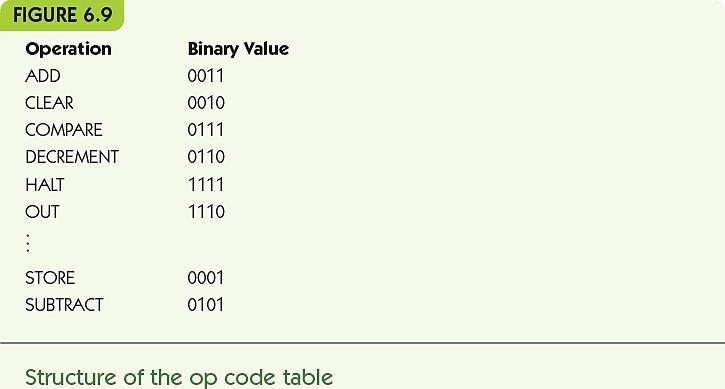 FIGURE 6.9
Operation Binary Value
ADD 0011
CLEAR 0010
COMPARE 0111
DECREMENT 0110
HALT 1111
OUT 1110
⋮
STORE 0001
SUBTRACT 0101
Structure of the op code table